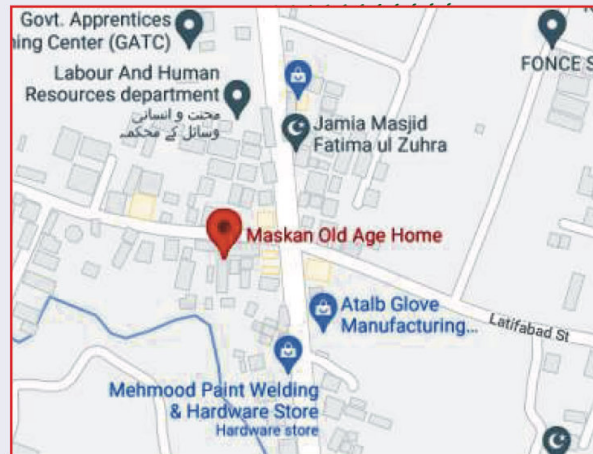 Govt. Apprentices
ning Center (GATC)
Labour And Human
Resources department
محنت و انسانی
وسائل کے محکمہ
FONCE S
Jamia Masjid
Fatima ul Zuhra
Maskan Old Age Home
Atalb Glove
Manufacturing...
Latifabad St
Mehmood Paint Welding
& Hardware Store
Hardware store